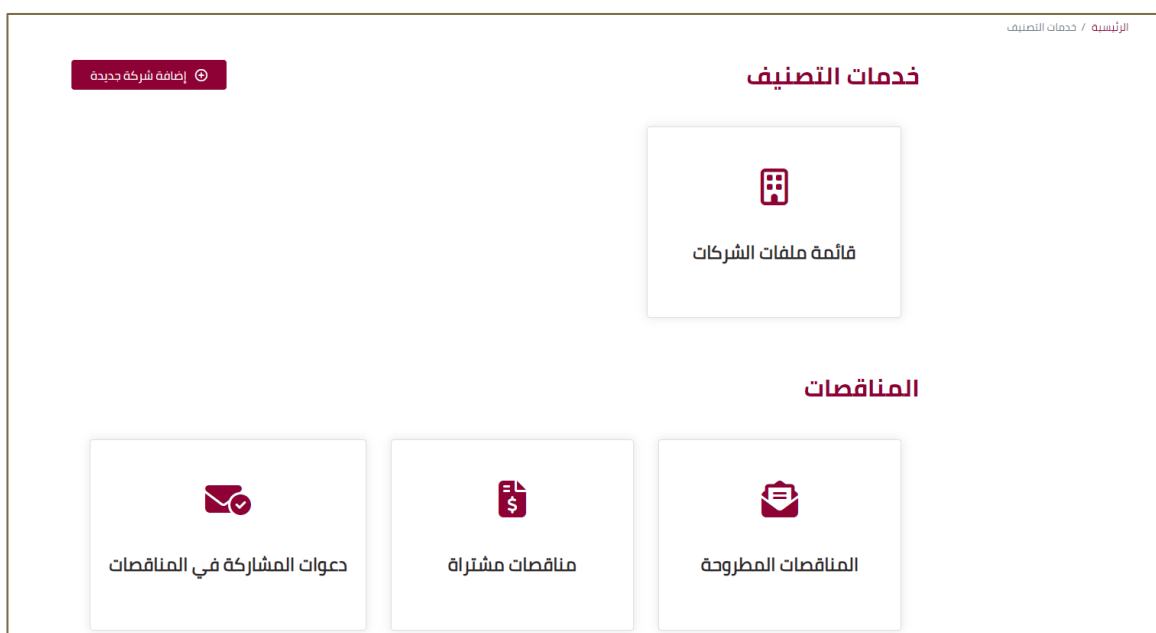 الرئيسية / خدمات التصنيف
خدمات التصنيف
إضافة شركة جديدة
قائمة ملفات الشركات
المناقصات
المناقصات المطروحة
مناقصات مشتراة
دعوات المشاركة في المناقصات